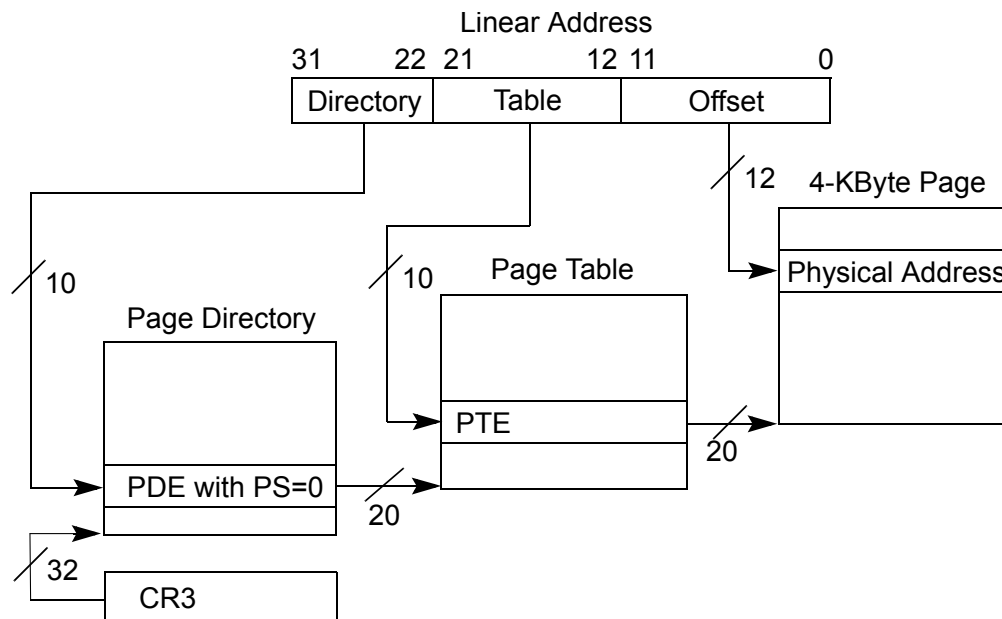 Linear Address
31 22 21 12 11 0
Directory Table Offset
12
4-KByte Page
10
10
Page Table
Physical Address
Page Directory
PTE
20
PDE with PS=0
20
32
CR3